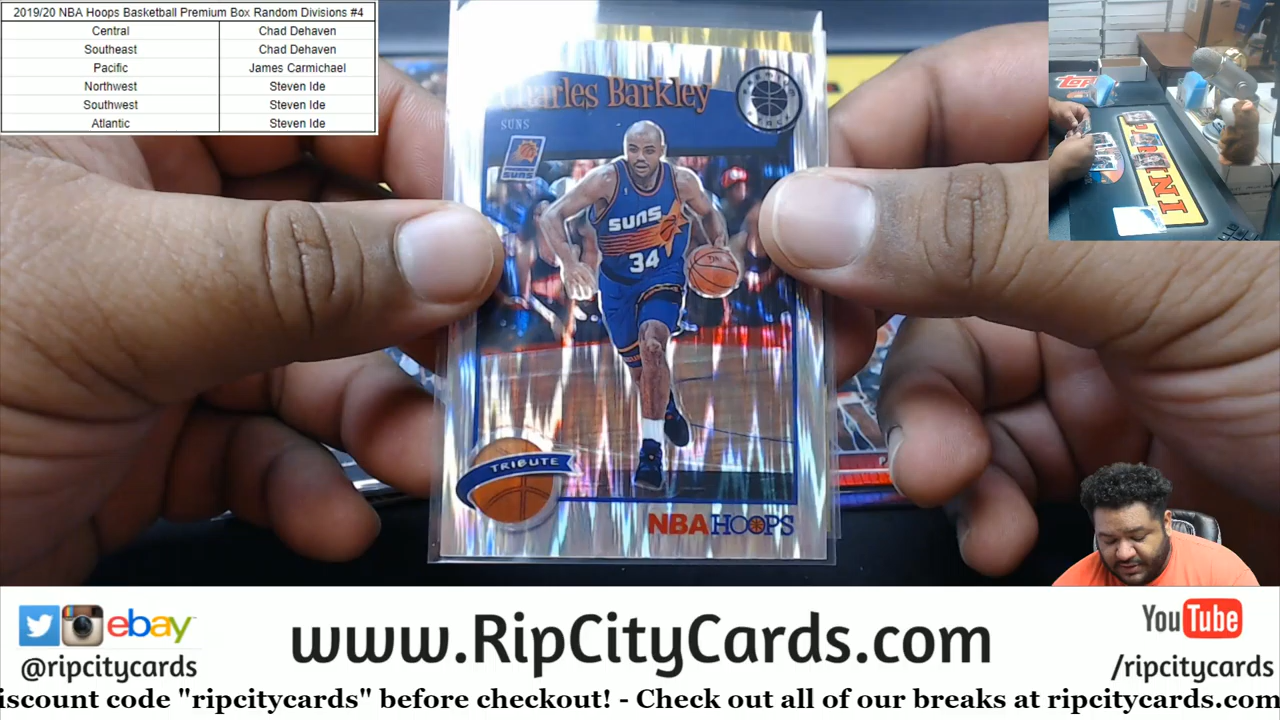 2019/20 NBA Hoops Basketball Premium Box Random Divisions #4
Central Chad Dehaven
Southeast Chad Dehaven
Pacific James Carmichael
Northwest Steven Ide
Southwest Steven Ide
Atlantic Steven Ide
Charles Barkley
SUNS
SUNS
SUNS
34
TRIBUTE
NBA HOOPS
PANINI
ebay
@ripcitycards
www.RipCityCards.com
YouTube
/ripcitycards
iscount code "ripcitycards" before checkout! - Check out all of our breaks at ripcitycards.com